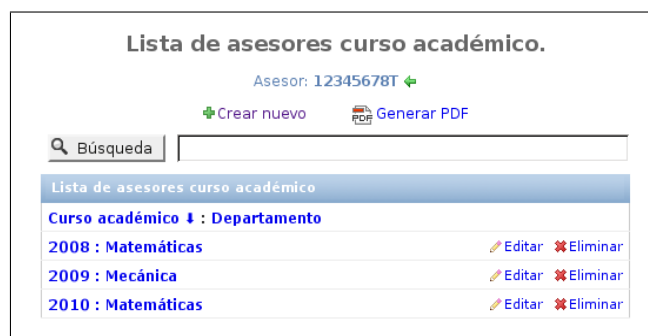 Lista de asesores curso académico.
Asesor: 12345678T
Crear nuevo PDF Generar PDF
Búsqueda
Lista de asesores curso académico
Curso académico : Departamento
2008 : Matemáticas Editar Eliminar
2009 : Mecánica Editar Eliminar
2010 : Matemáticas Editar Eliminar